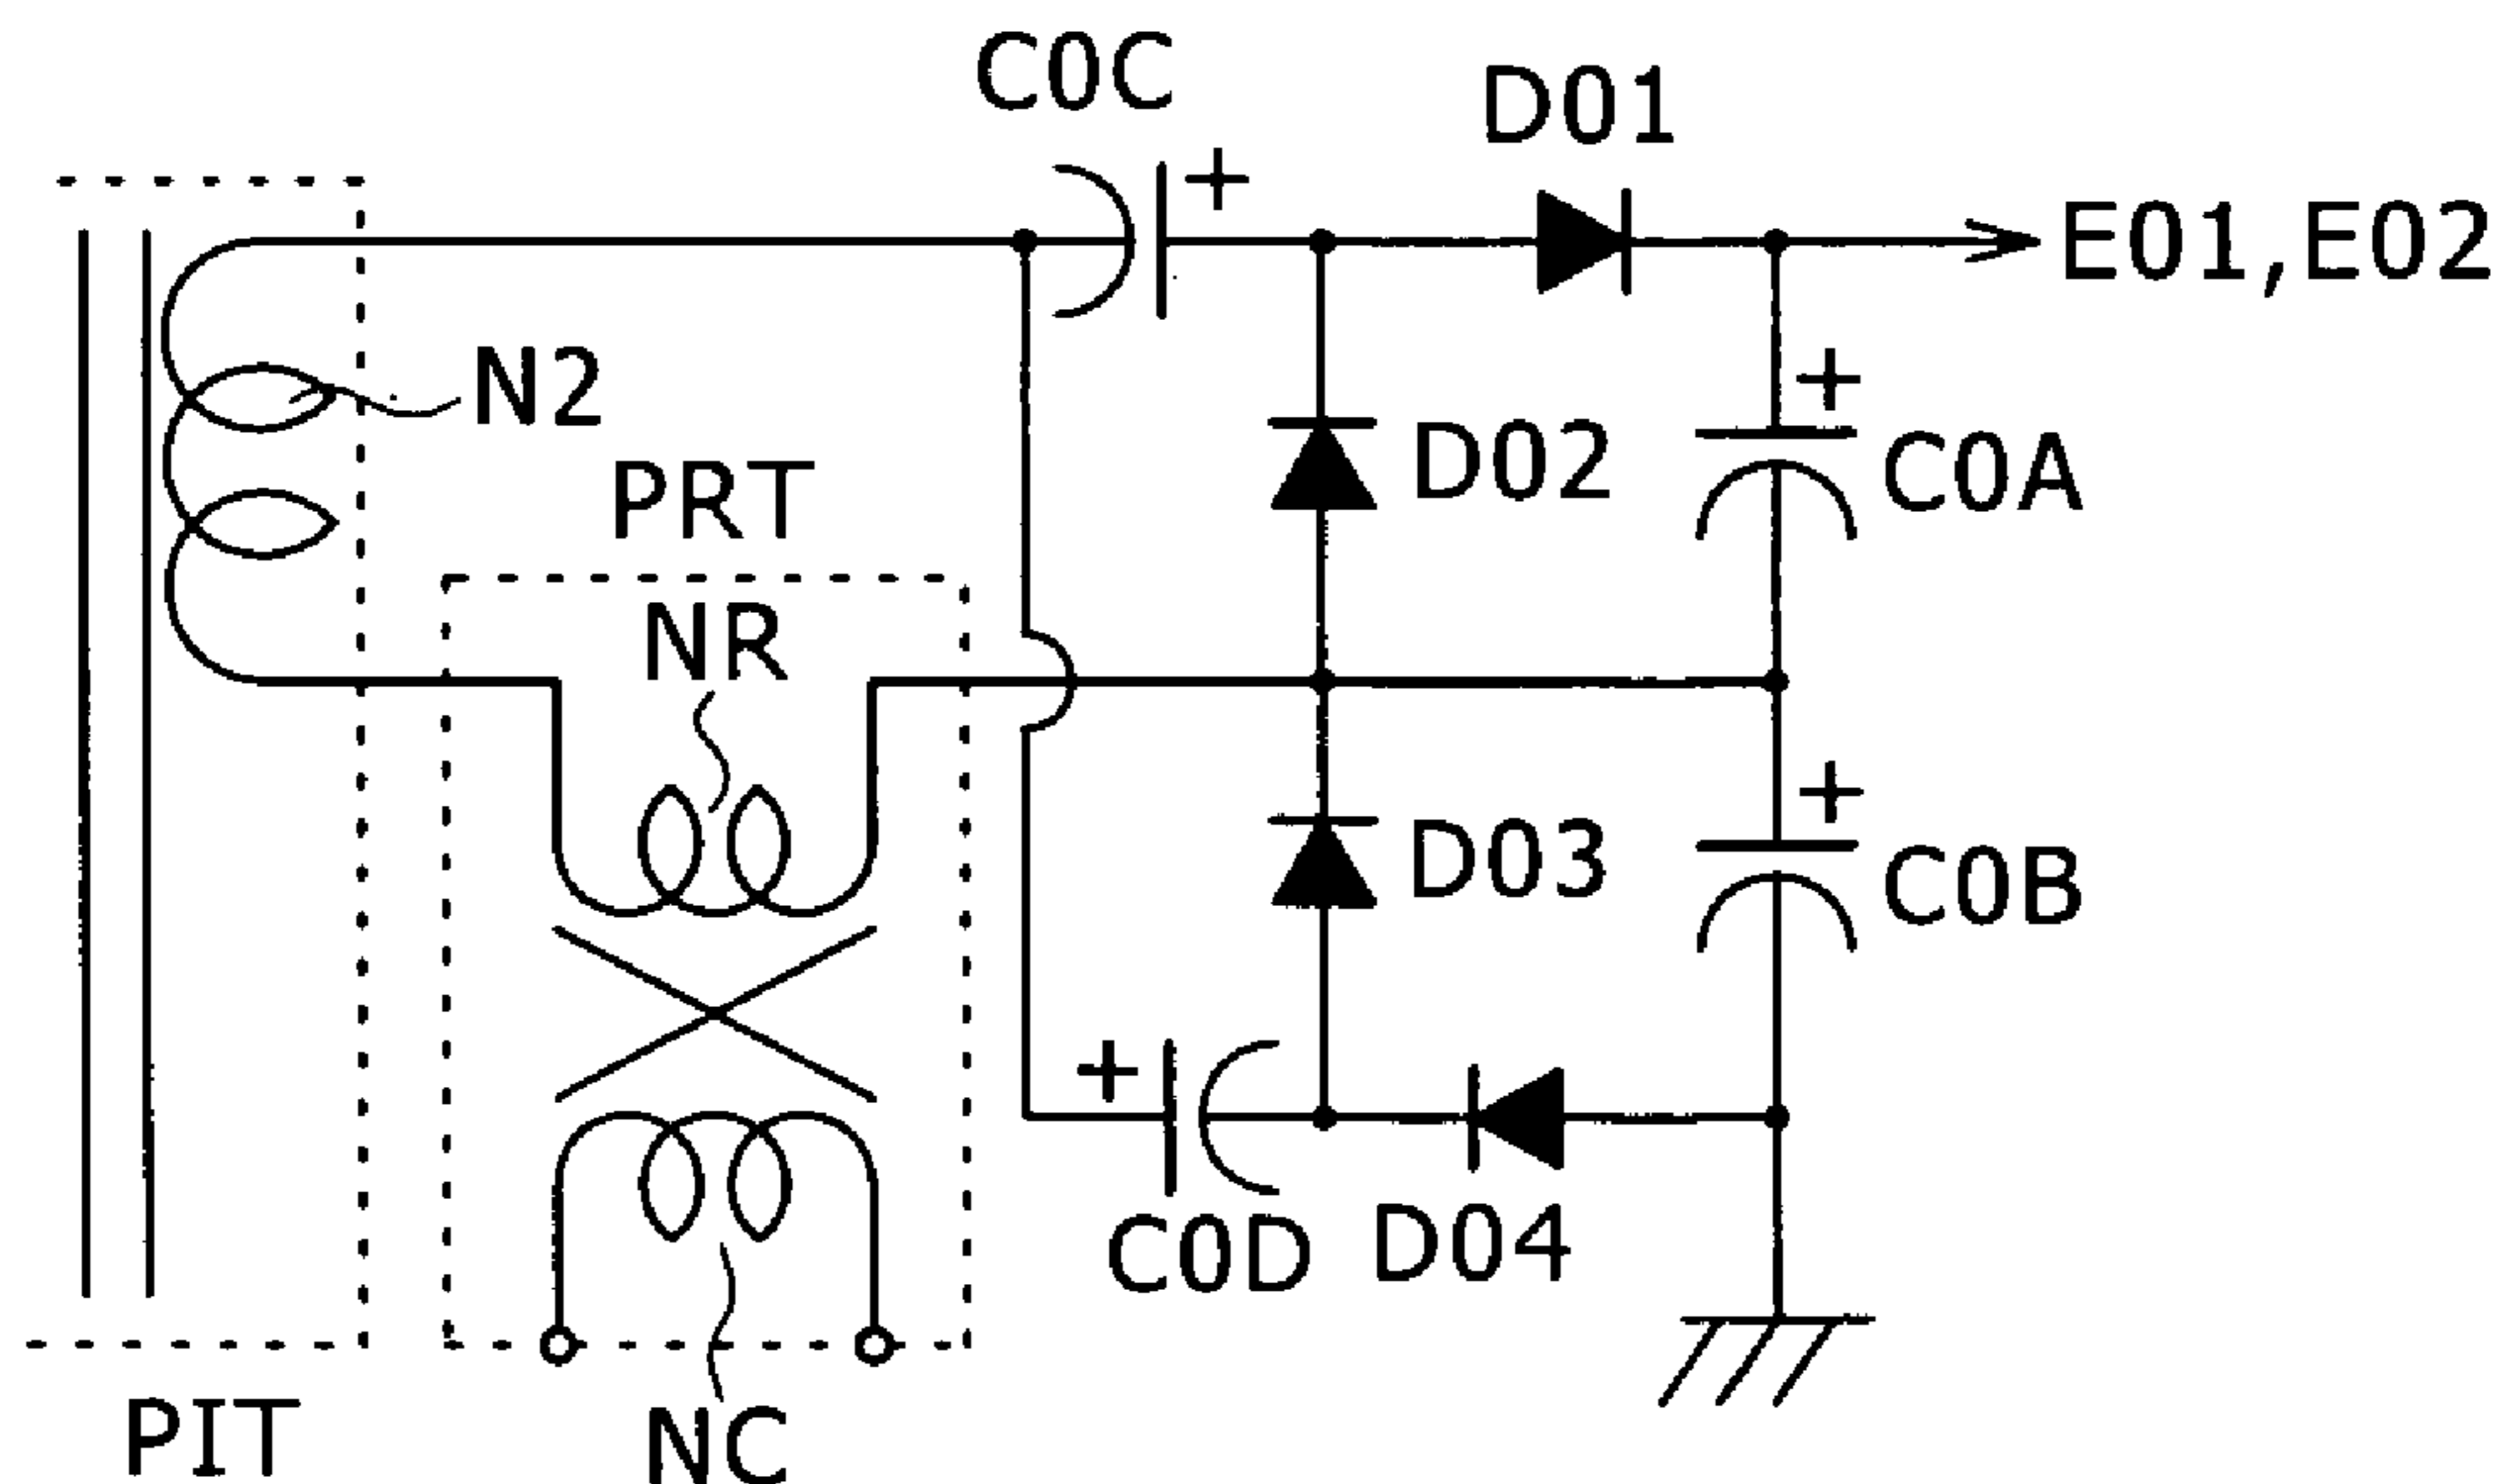 C0C
D01
E01,E02
N2
D02
C0A
PRT
NR
D03
C0B
C0D
D04
PIT
NC